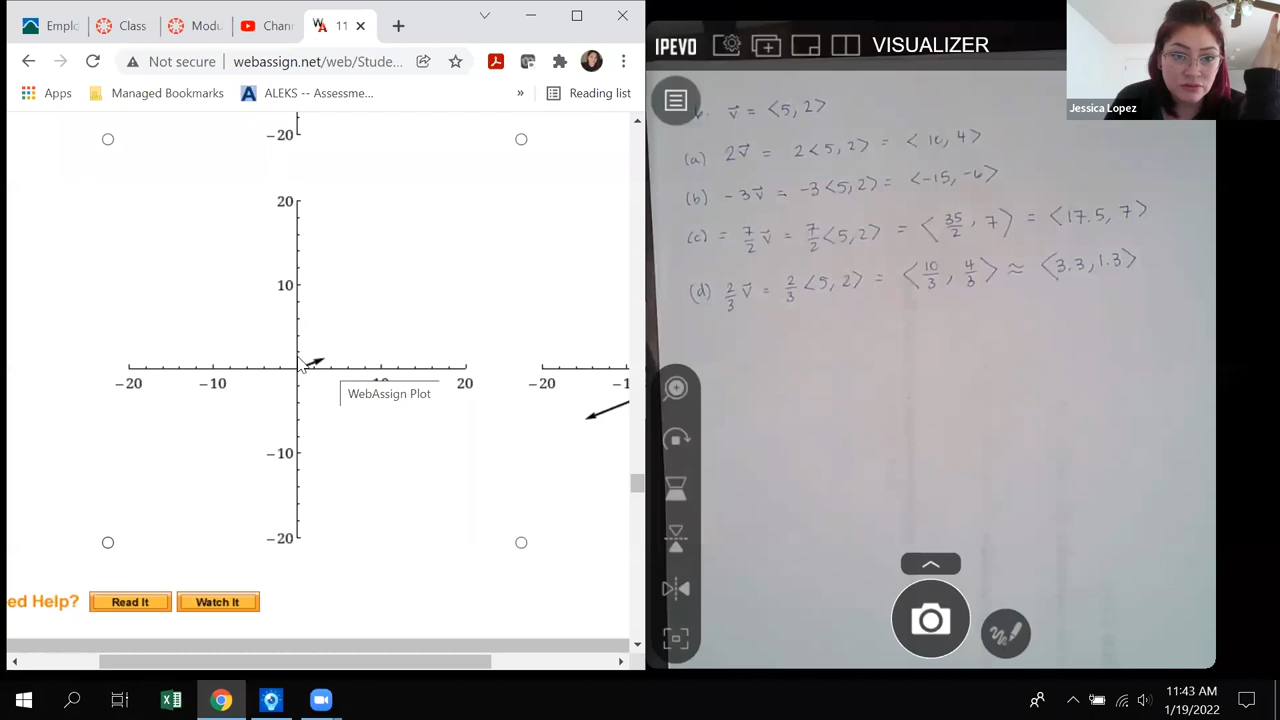 Emplo
Class
Modu
Chan
11
Not secure
webassign.net/web/Stude...
Apps
Managed Bookmarks
ALEKS -- Assessme...
»
Reading list
−20
20
10
−20
−10
20
−20
−1
WebAssign Plot
−10
−20
ed Help?
Read It
Watch It
IPEVO
VISUALIZER
Jessica Lopez
v⃗ = <5, 2>
(a) 2v⃗ = 2<5, 2> = <10, 4>
(b) -3v⃗ = -3<5, 2> = <-15, -6>
(c) = 7/2 v⃗ = 7/2 <5, 2> = <35/2, 7> = <17.5, 7>
(d) 2/3 v⃗ = 2/3 <5, 2> = <10/3, 4/3> ≈ <3.3, 1.3>
11:43 AM
1/19/2022